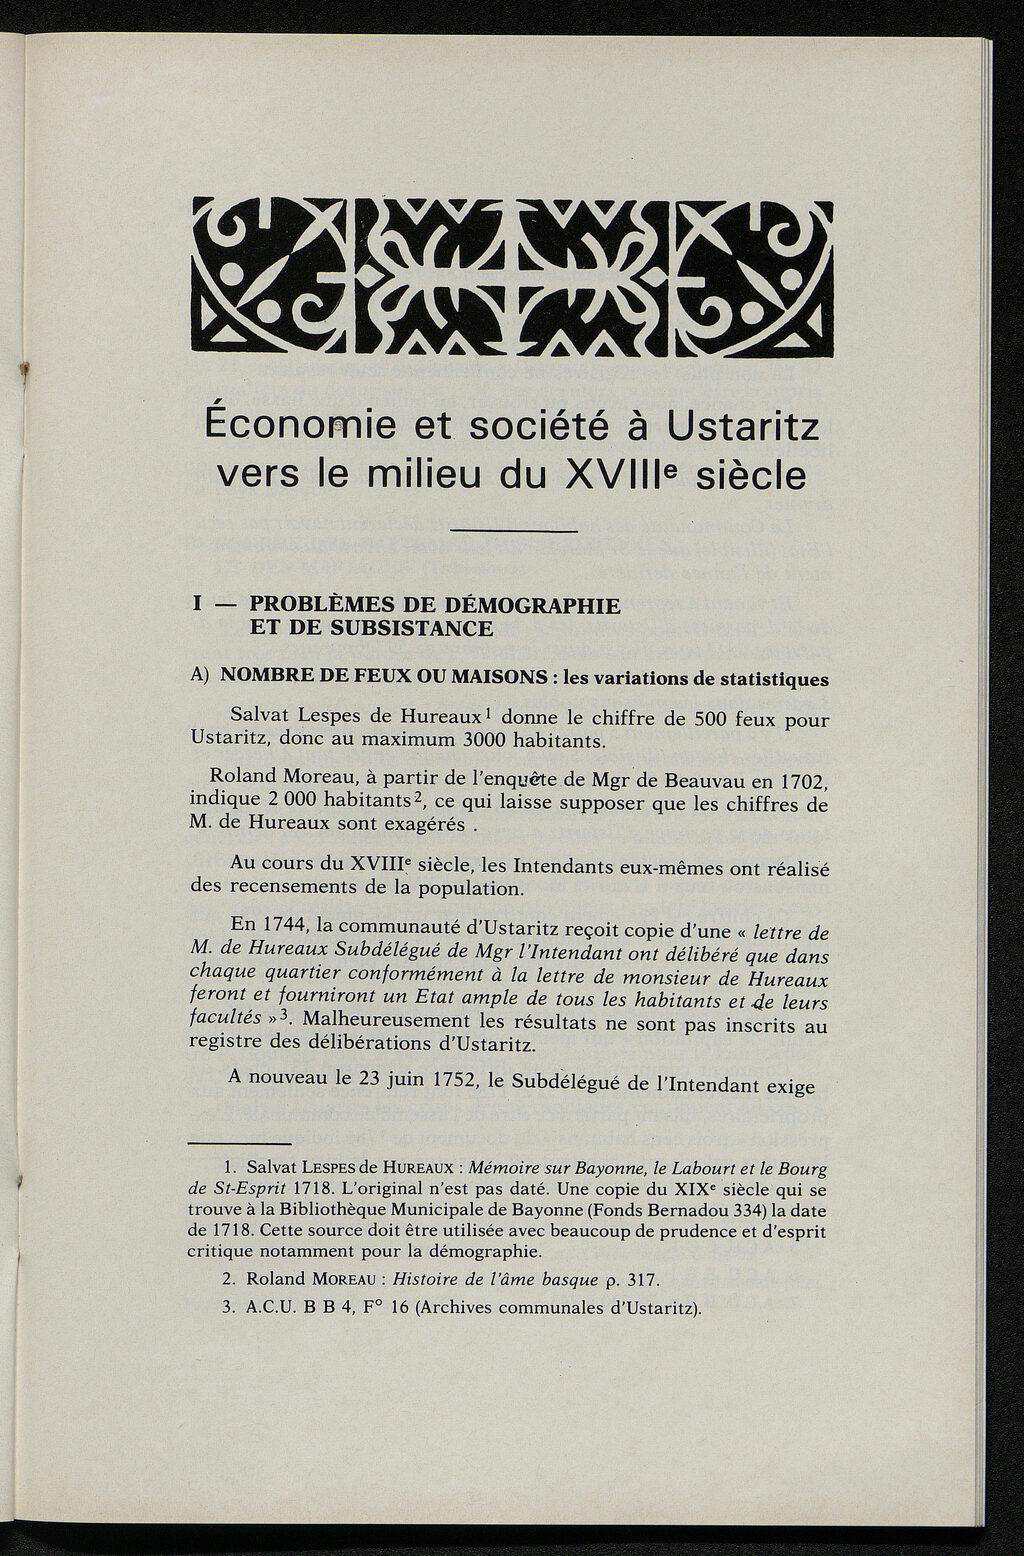 Économie et société à Ustaritz
vers le milieu du XVIIIe siècle
I — PROBLÈMES DE DÉMOGRAPHIE
ET DE SUBSISTANCE
A) NOMBRE DE FEUX OU MAISONS : les variations de statistiques
Salvat Lespes de Hureaux 1 donne le chiffre de 500 feux pour
Ustaritz, donc au maximum 3000 habitants.
Roland Moreau, à partir de l'enquête de Mgr de Beauvau en 1702,
indique 2 000 habitants 2, ce qui laisse supposer que les chiffres de
M. de Hureaux sont exagérés .
Au cours du XVIIIe siècle, les Intendants eux-mêmes ont réalisé
des recensements de la population.
En 1744, la communauté d'Ustaritz reçoit copie d'une « lettre de
M. de Hureaux Subdélégué de Mgr l'Intendant ont délibéré que dans
chaque quartier conformément à la lettre de monsieur de Hureaux
feront et fourniront un Etat ample de tous les habitants et de leurs
facultés » 3. Malheureusement les résultats ne sont pas inscrits au
registre des délibérations d'Ustaritz.
A nouveau le 23 juin 1752, le Subdélégué de l'Intendant exige
1. Salvat LESPES de HUREAUX : Mémoire sur Bayonne, le Labourt et le Bourg
de St-Esprit 1718. L'original n'est pas daté. Une copie du XIXe siècle qui se
trouve à la Bibliothèque Municipale de Bayonne (Fonds Bernadou 334) la date
de 1718. Cette source doit être utilisée avec beaucoup de prudence et d'esprit
critique notamment pour la démographie.
2. Roland MOREAU : Histoire de l'âme basque p. 317.
3. A.C.U. B B 4, F° 16 (Archives communales d'Ustaritz).